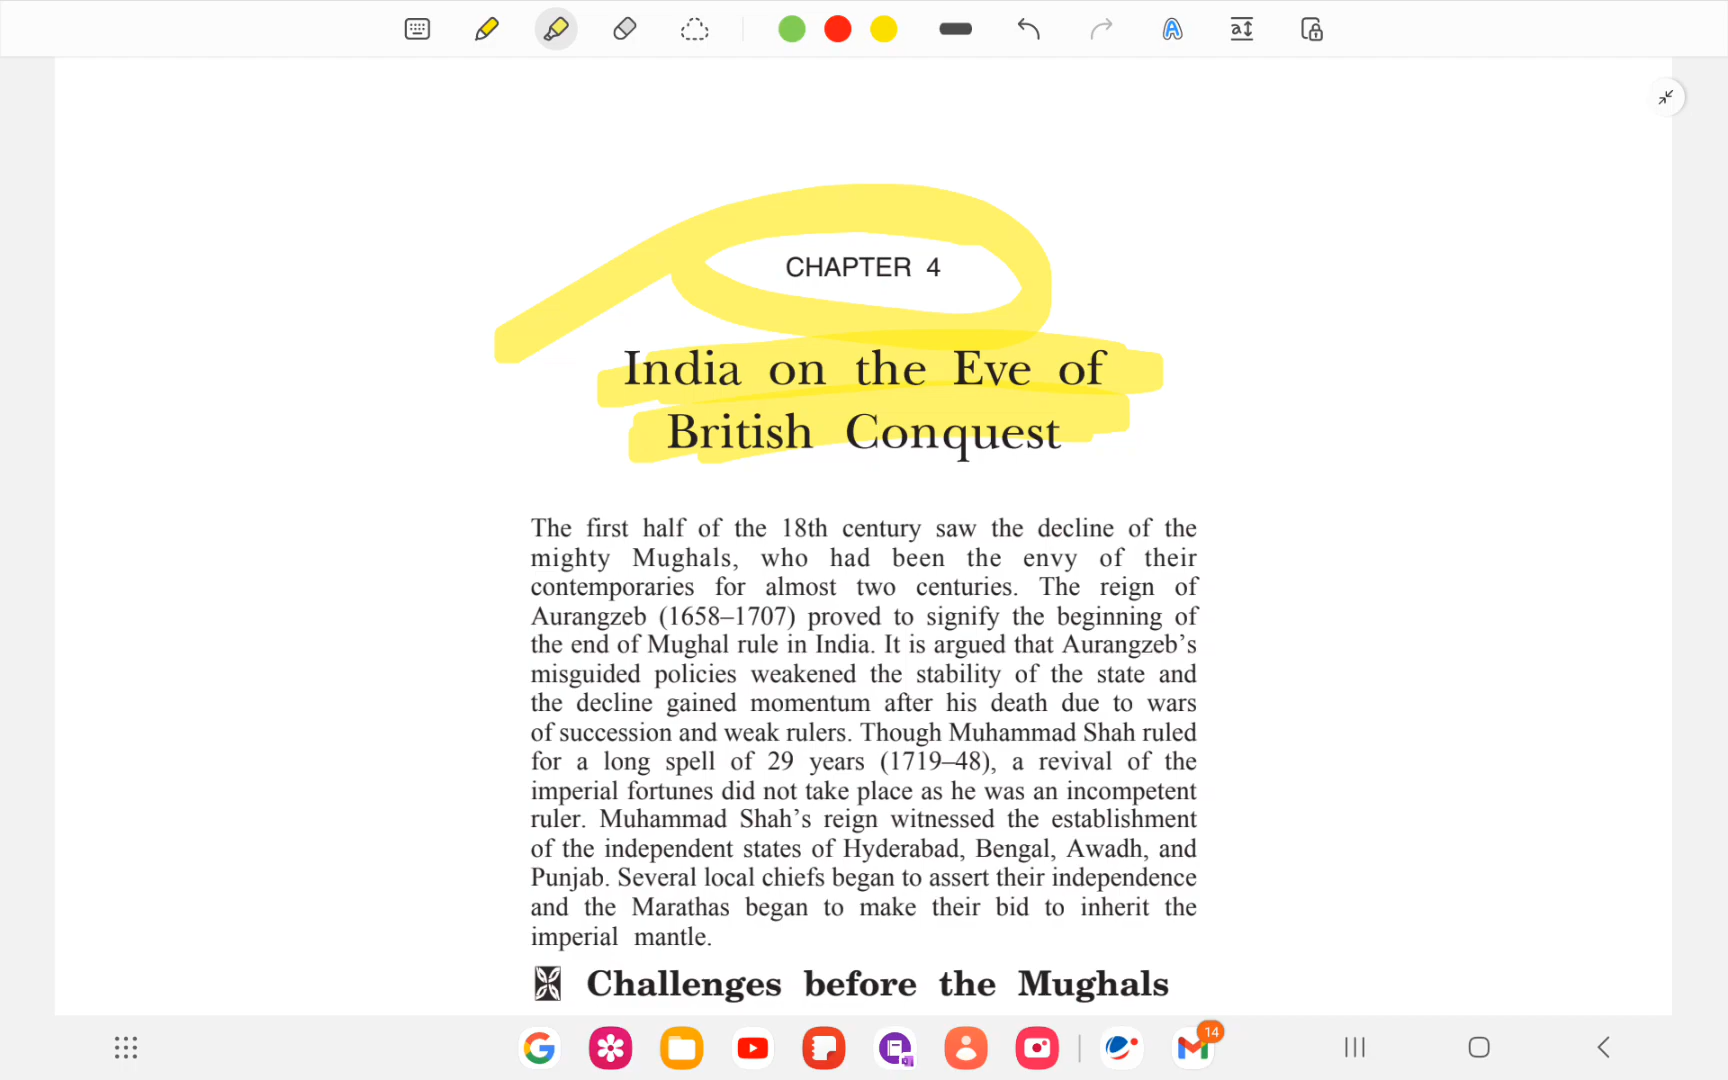 CHAPTER 4
India on the Eve of
British Conquest
The first half of the 18th century saw the decline of the
mighty Mughals, who had been the envy of their
contemporaries for almost two centuries. The reign of
Aurangzeb (1658–1707) proved to signify the beginning of
the end of Mughal rule in India. It is argued that Aurangzeb’s
misguided policies weakened the stability of the state and
the decline gained momentum after his death due to wars
of succession and weak rulers. Though Muhammad Shah ruled
for a long spell of 29 years (1719–48), a revival of the
imperial fortunes did not take place as he was an incompetent
ruler. Muhammad Shah’s reign witnessed the establishment
of the independent states of Hyderabad, Bengal, Awadh, and
Punjab. Several local chiefs began to assert their independence
and the Marathas began to make their bid to inherit the
imperial mantle.
Challenges before the Mughals
14